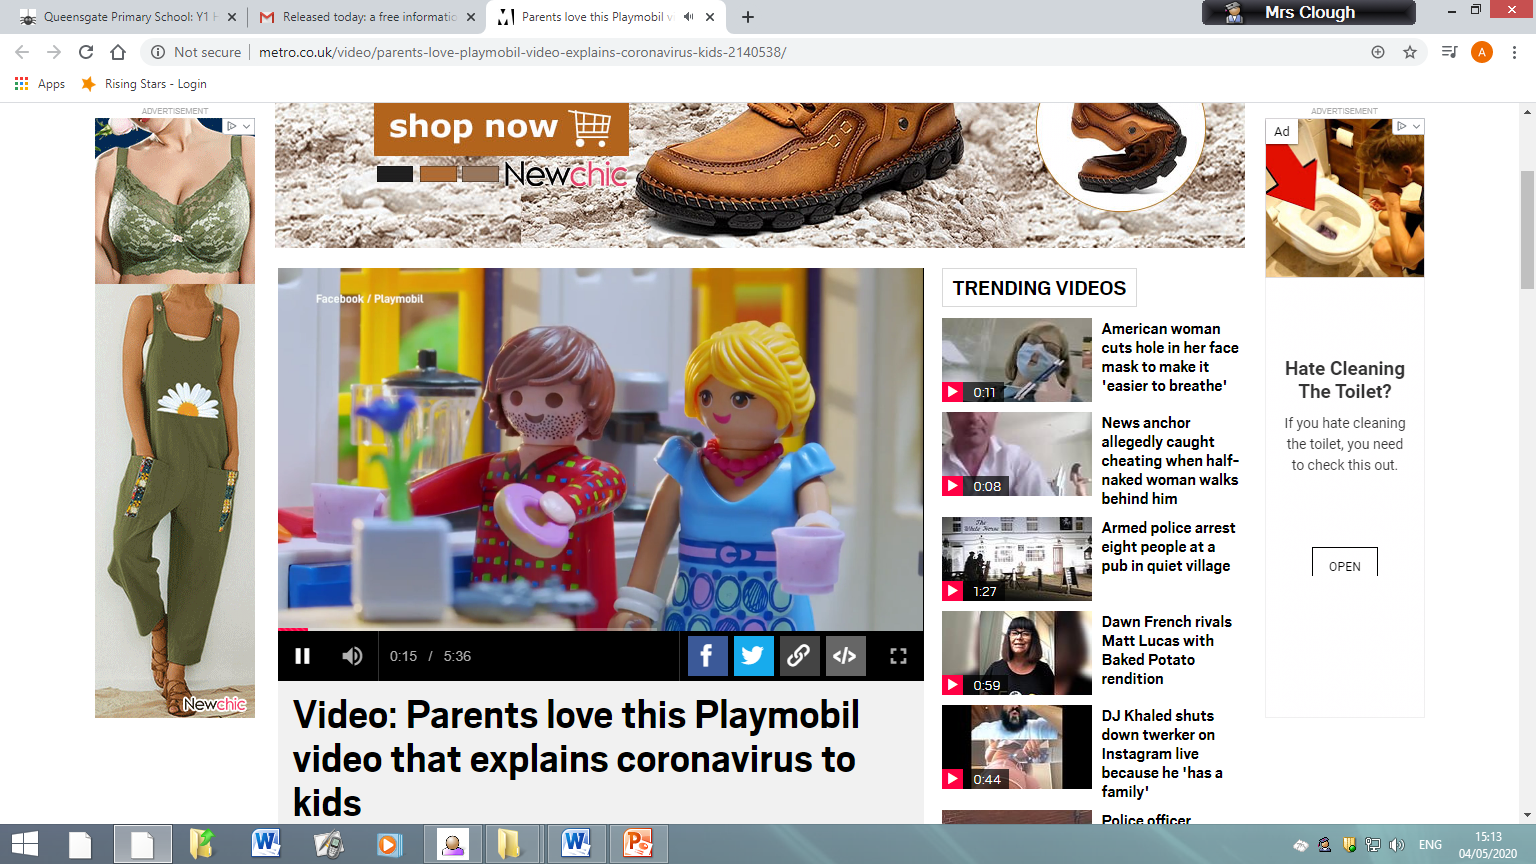 Queensgate Primary School: Y1 H
Released today: a free informatic
Parents love this Playmobil v
Mrs Clough
Not secure
metro.co.uk/video/parents-love-playmobil-video-explains-coronavirus-kids-2140538/
A
Apps
Rising Stars - Login
ADVERTISEMENT
ADVERTISEMENT
shop now
Newchic
Ad
Facebook / Playmobil
0:15 / 5:36
Video: Parents love this Playmobil
video that explains coronavirus to
kids
Newchic
TRENDING VIDEOS
American woman
cuts hole in her face
mask to make it
'easier to breathe'
0:11
News anchor
allegedly caught
cheating when half-
naked woman walks
behind him
0:08
Armed police arrest
eight people at a
pub in quiet village
The White Horse
1:27
Dawn French rivals
Matt Lucas with
Baked Potato
rendition
0:59
DJ Khaled shuts
down twerker on
Instagram live
because he 'has a
family'
0:44
Police officer
Hate Cleaning
The Toilet?
If you hate cleaning
the toilet, you need
to check this out.
OPEN
ENG
15:13
04/05/2020